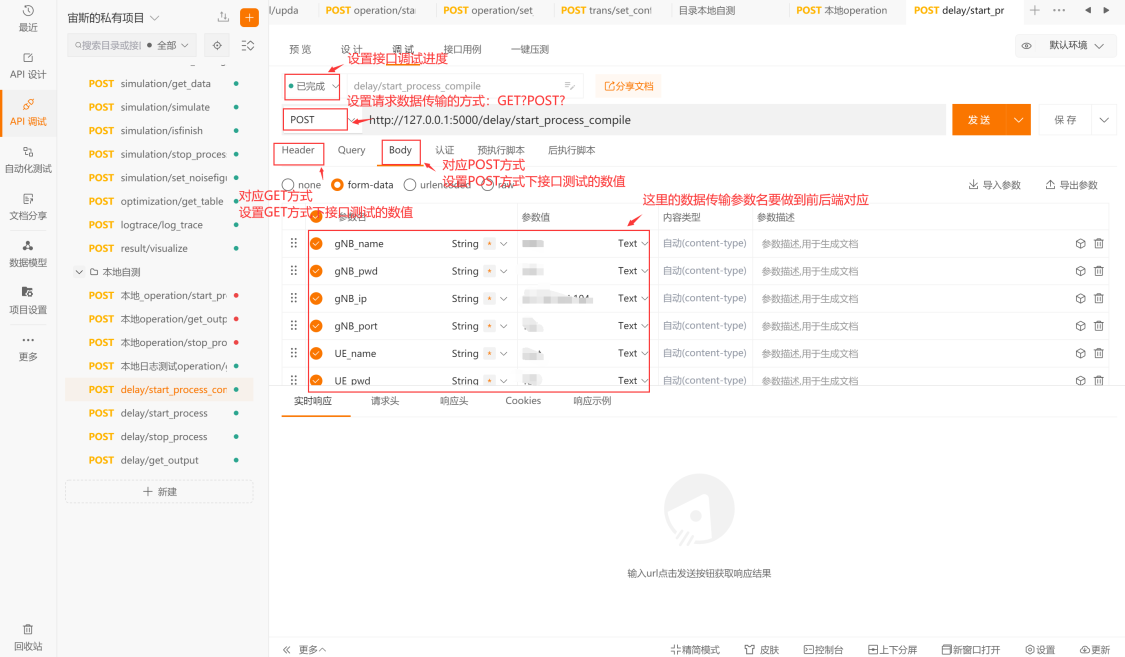 最近
API 设计
API 调试
自动化测试
文档分享
数据模型
项目设置
更多
回收站
宙斯的私有项目
搜索目录或接
全部
POST simulation/get_data
POST simulation/simulate
POST simulation/isfinish
POST simulation/stop_proces
POST simulation/set_noisefigu
POST optimization/get_table
POST logtrace/log_trace
POST result/visualize
本地自测
POST 本地_operation/start_pr
POST 本地operation/get_outp
POST 本地operation/stop_pro
POST 本地日志测试operation/
POST delay/start_process_com
POST delay/start_process
POST delay/stop_process
POST delay/get_output
新建
l/upda
POST operation/sta
POST operation/set
POST trans/set_cont
目录本地自测
POST 本地operation
POST delay/start_pr
预览 设计 调试 接口用例 一键压测
默认环境
设置接口调试进度
已完成
delay/start_process_compile
分享文档
设置请求数据传输的方式：GET?POST?
POST
http://127.0.0.1:5000/delay/start_process_compile
发送
保存
Header Query Body 认证 预执行脚本 后执行脚本
对应POST方式
设置POST方式下接口测试的数值
none form-data urlencoded raw
导入参数 导出参数
对应GET方式
设置GET方式下接口测试的数值
这里的数据传输参数名要做到前后端对应
参数名 参数值 内容类型 参数描述
gNB_name String * Text 自动(content-type) 参数描述,用于生成文档
gNB_pwd String * Text 自动(content-type) 参数描述,用于生成文档
gNB_ip String * Text 自动(content-type) 参数描述,用于生成文档
gNB_port String * Text 自动(content-type) 参数描述,用于生成文档
UE_name String * Text 自动(content-type) 参数描述,用于生成文档
UE_pwd String * Text 自动(content-type) 参数描述,用于生成文档
实时响应 请求头 响应头 Cookies 响应示例
输入url点击发送按钮获取响应结果
更多
精简模式 皮肤 控制台 上下分屏 新窗口打开 设置 更新